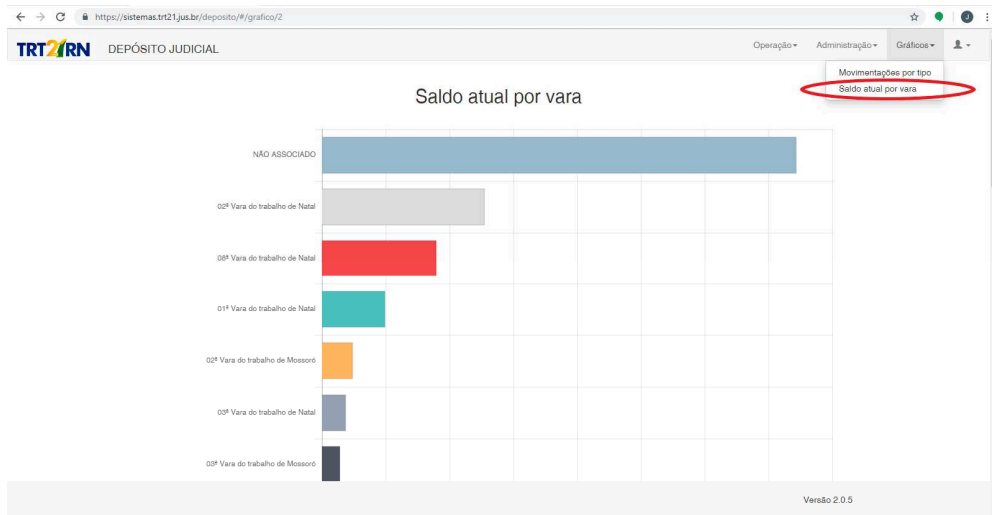 https://sistemas.trt21.jus.br/deposito/#/grafico/2
J
TRT21RN DEPÓSITO JUDICIAL Operação Administração Gráficos
Movimentações por tipo
Saldo atual por vara
Saldo atual por vara
NÃO ASSOCIADO
02ª Vara do trabalho de Natal
08ª Vara do trabalho de Natal
01ª Vara do trabalho de Natal
02ª Vara do trabalho de Mossoró
03ª Vara do trabalho de Natal
03ª Vara do trabalho de Mossoró
Versão 2.0.5